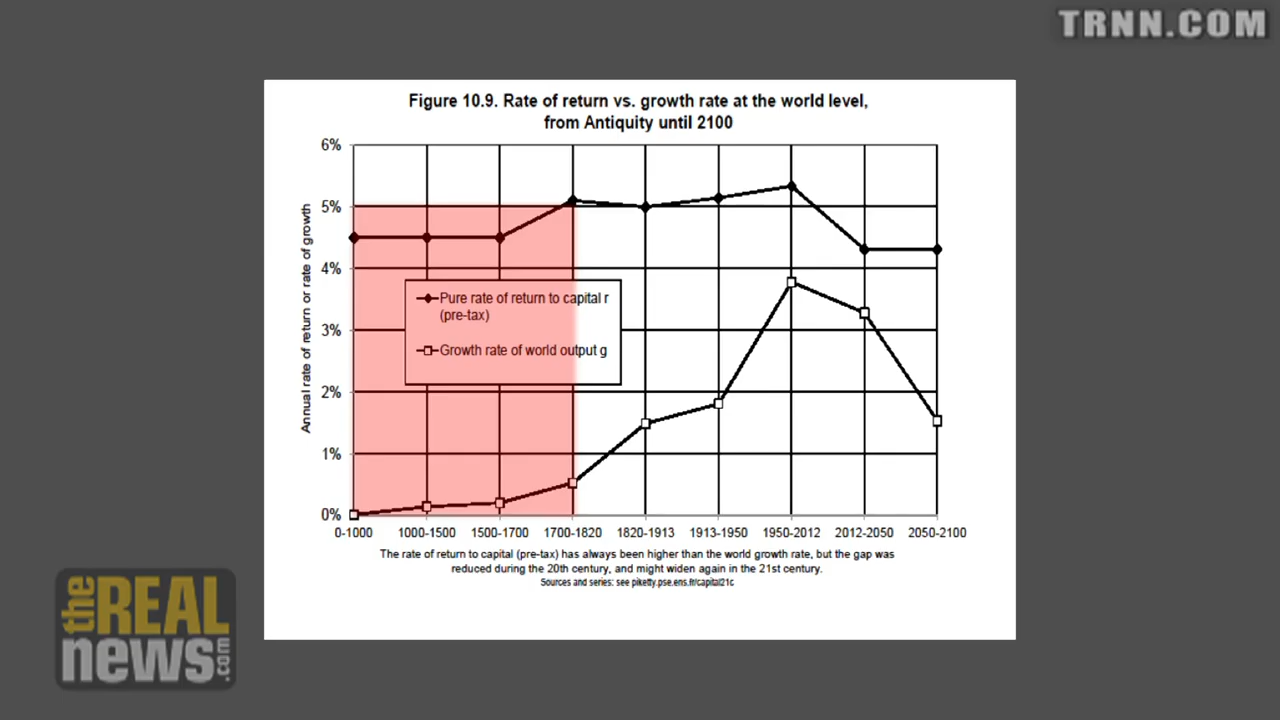 TRNN.COM
Figure 10.9. Rate of return vs. growth rate at the world level,
from Antiquity until 2100
Annual rate of return or rate of growth
6%
5%
4%
3%
2%
1%
0%
Pure rate of return to capital r
(pre-tax)
Growth rate of world output g
0-1000 1000-1500 1500-1700 1700-1820 1820-1913 1913-1950 1950-2012 2012-2050 2050-2100
The rate of return to capital (pre-tax) has always been higher than the world growth rate, but the gap was
reduced during the 20th century, and might widen again in the 21st century.
Sources and series: see piketty.pse.ens.fr/capital21c
the REAL
news.com